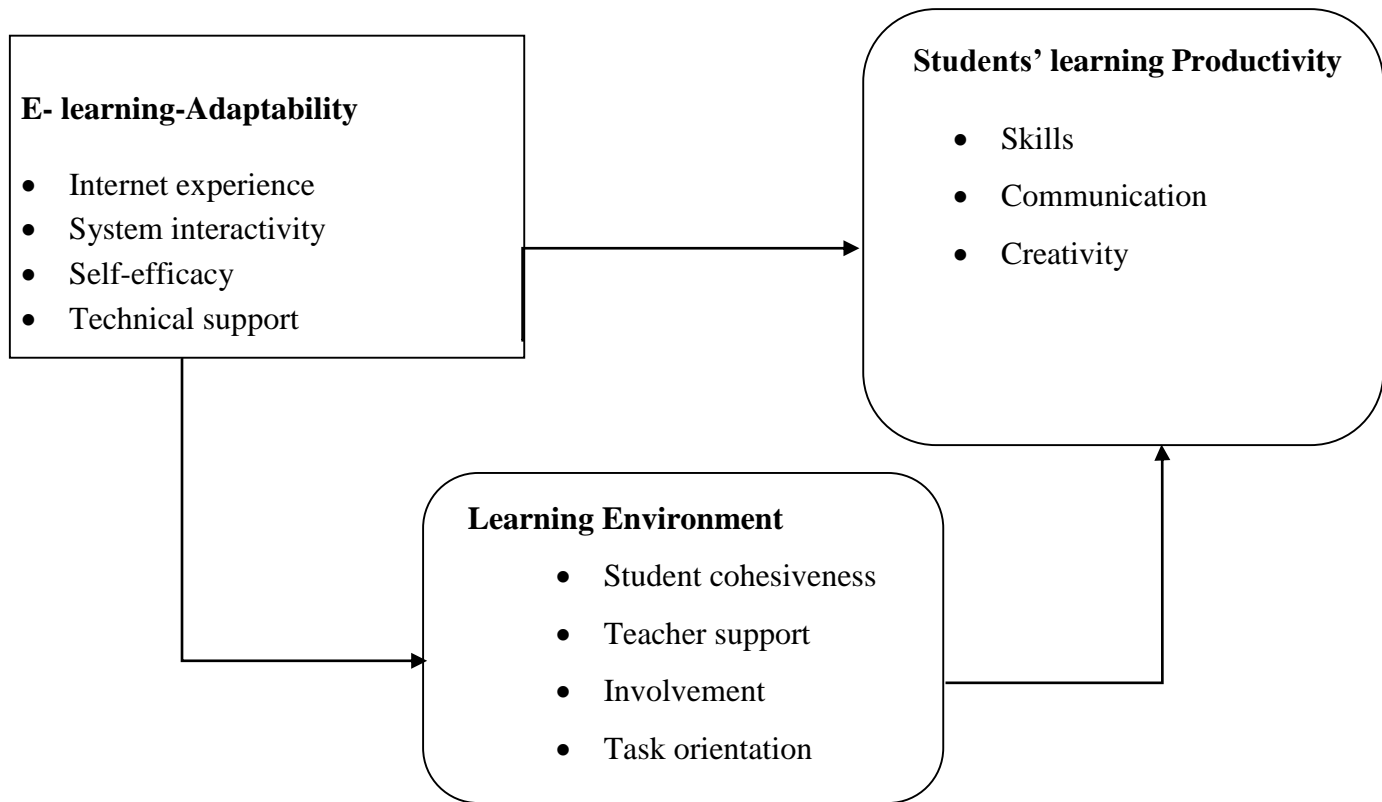 E- learning-Adaptability
• Internet experience
• System interactivity
• Self-efficacy
• Technical support
Students’ learning Productivity
• Skills
• Communication
• Creativity
Learning Environment
• Student cohesiveness
• Teacher support
• Involvement
• Task orientation